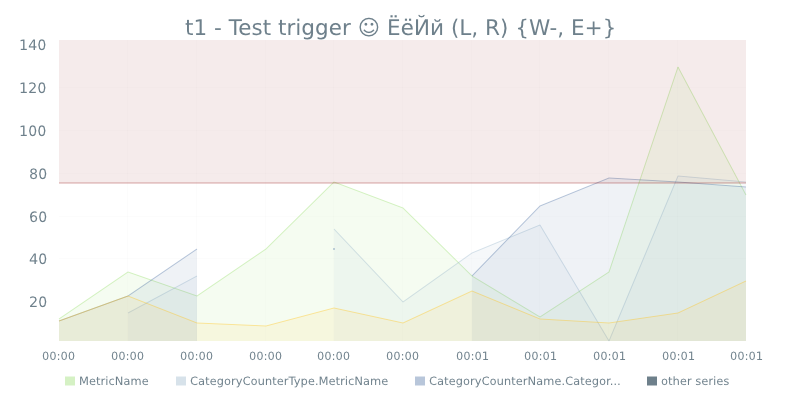 t1 - Test trigger ☺ ЁёЙй (L, R) {W-, E+}
140
120
100
80
60
40
20
00:00 00:00 00:00 00:00 00:00 00:00 00:01 00:01 00:01 00:01 00:01
MetricName CategoryCounterType.MetricName CategoryCounterName.Categor... other series